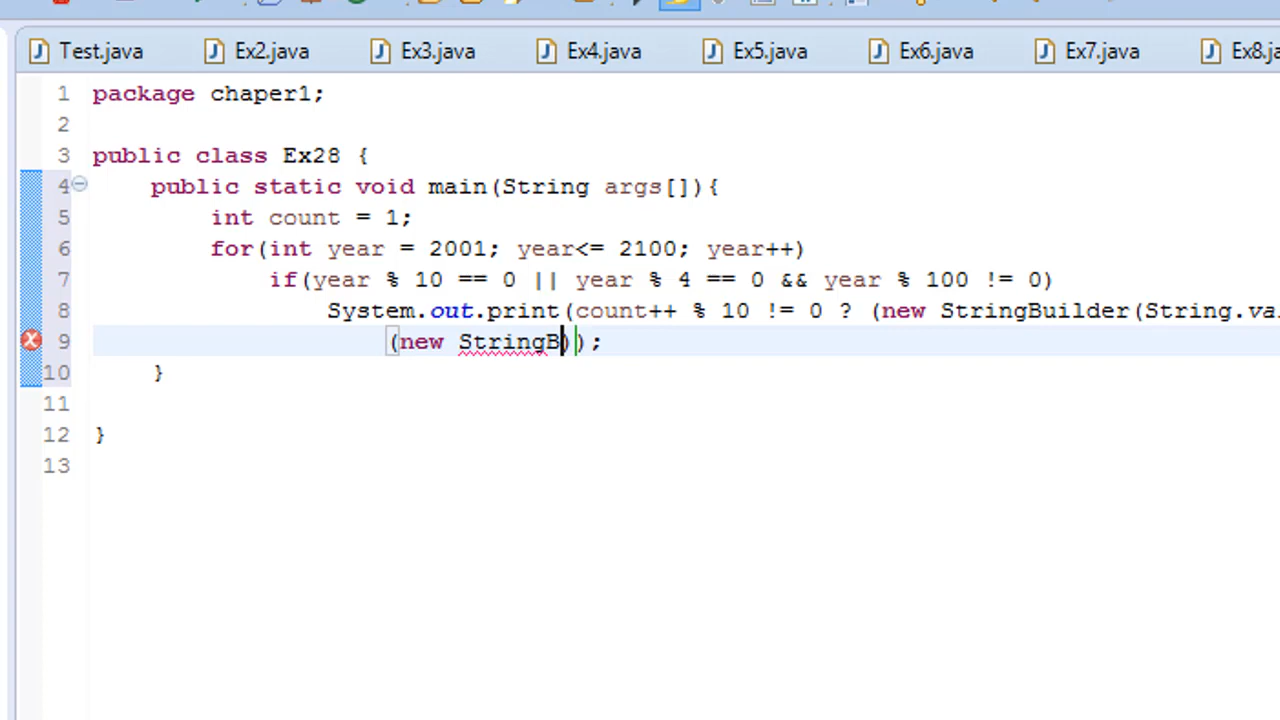 Test.java Ex2.java Ex3.java Ex4.java Ex5.java Ex6.java Ex7.java Ex8.ja
1 package chaper1;
2
3 public class Ex28 {
4 public static void main(String args[]){
5 int count = 1;
6 for(int year = 2001; year<= 2100; year++)
7 if(year % 10 == 0 || year % 4 == 0 && year % 100 != 0)
8 System.out.print(count++ % 10 != 0 ? (new StringBuilder(String.va
9 (new StringB));
10 }
11
12 }
13